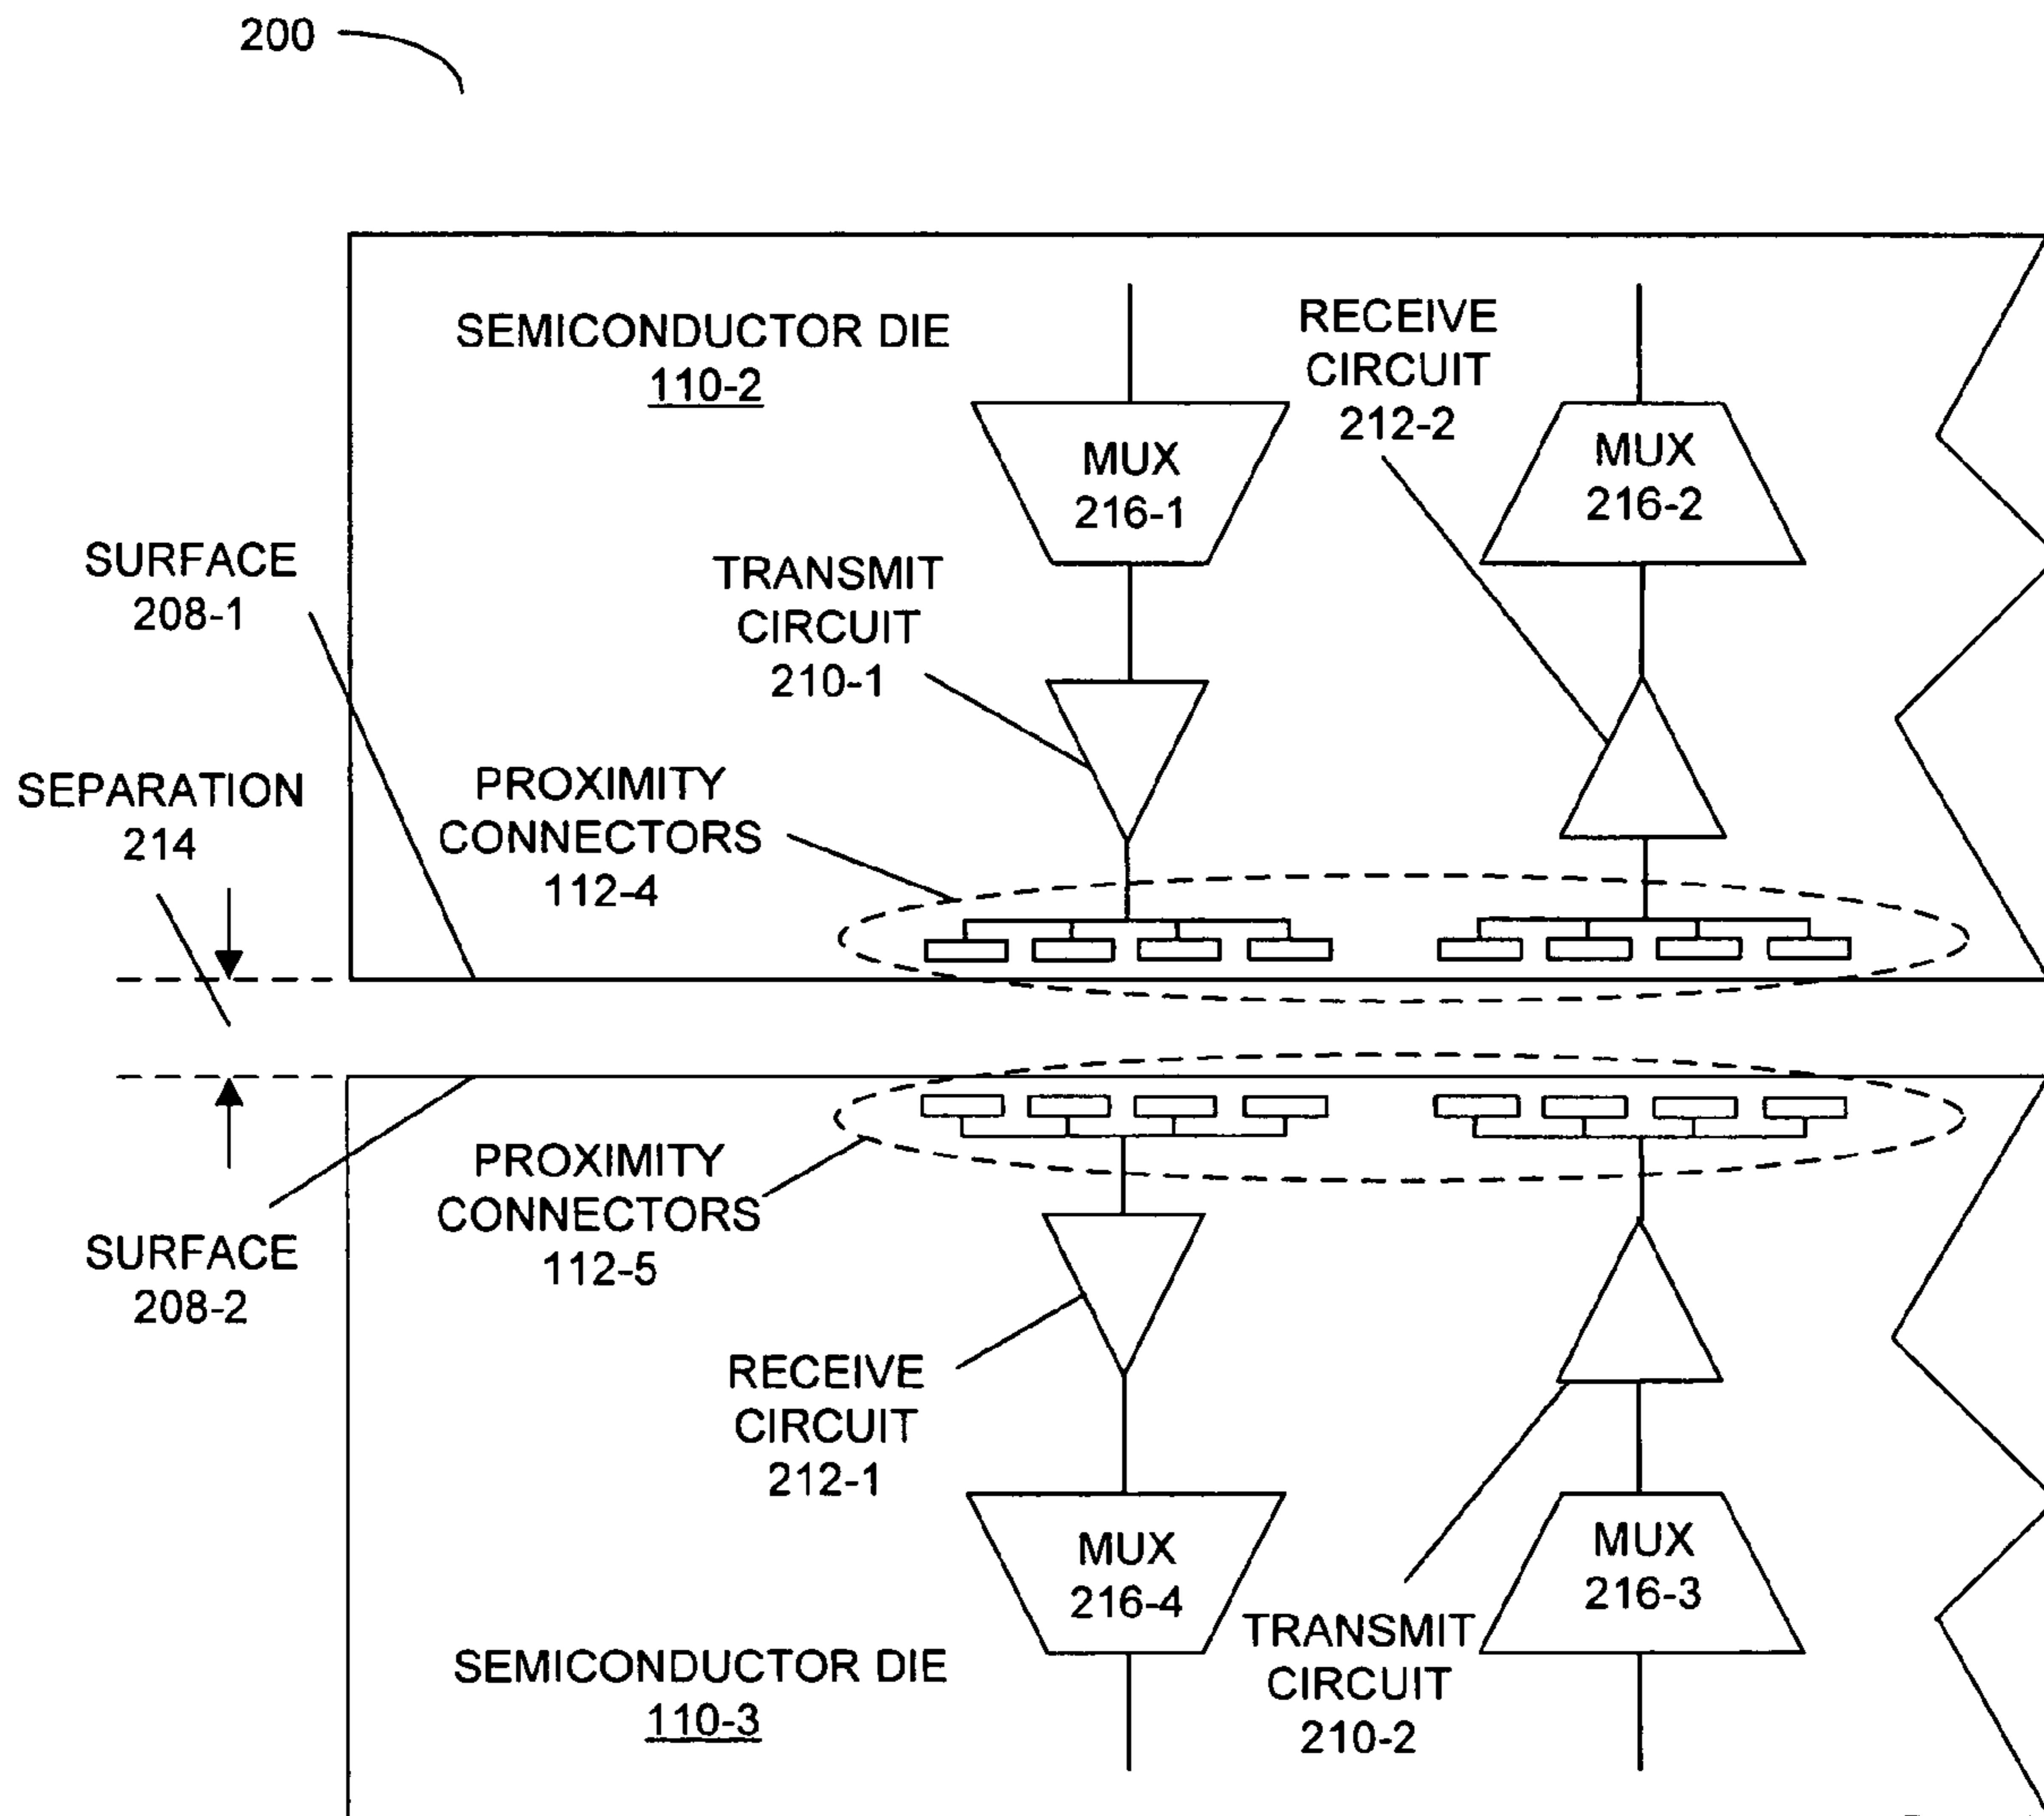 200
SEMICONDUCTOR DIE
110-2
RECEIVE
CIRCUIT
212-2
MUX
216-1
MUX
216-2
SURFACE
208-1
TRANSMIT
CIRCUIT
210-1
SEPARATION
214
PROXIMITY
CONNECTORS
112-4
PROXIMITY
CONNECTORS
112-5
SURFACE
208-2
RECEIVE
CIRCUIT
212-1
MUX
216-4
MUX
216-3
TRANSMIT
CIRCUIT
210-2
SEMICONDUCTOR DIE
110-3